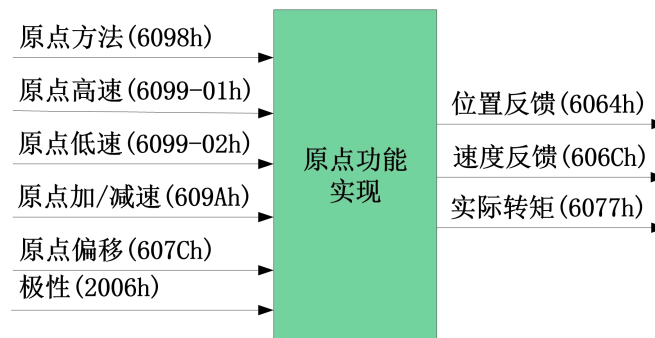 原点方法(6098h)
原点高速(6099-01h)
原点低速(6099-02h)
原点加/减速(609Ah)
原点偏移(607Ch)
极性(2006h)
原点功能
实现
位置反馈(6064h)
速度反馈(606Ch)
实际转矩(6077h)